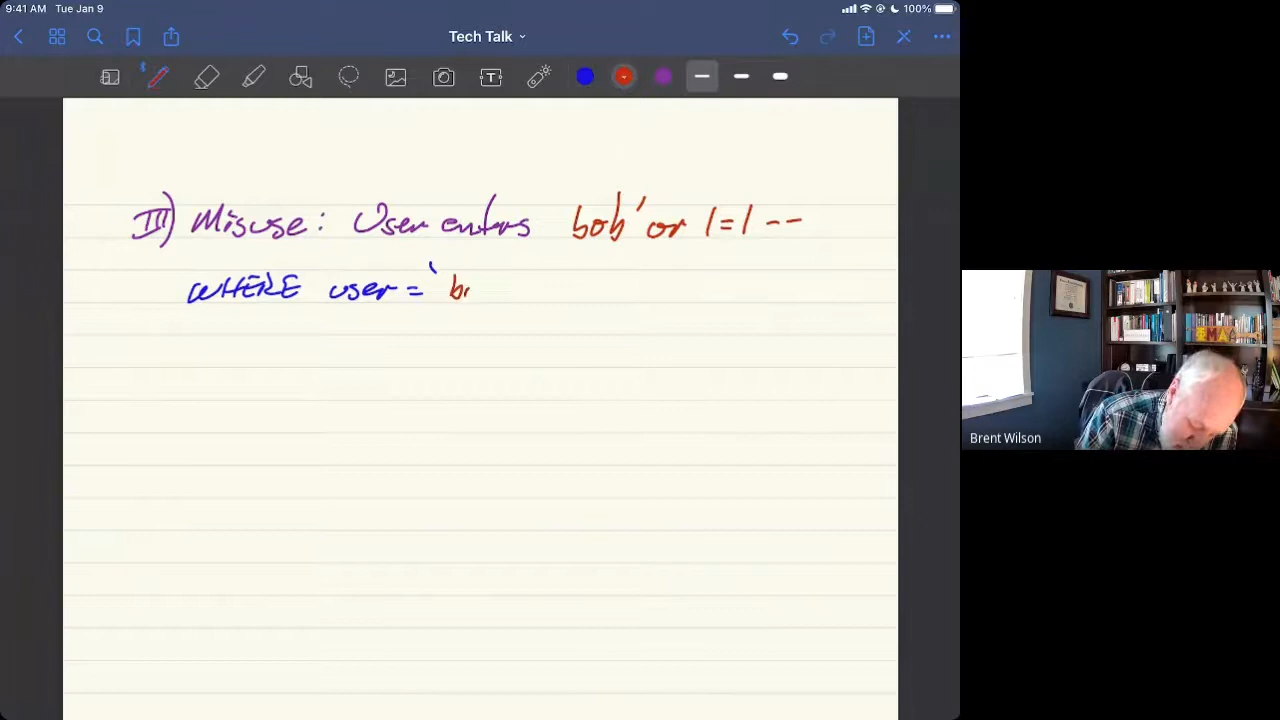 9:41 AM Tue Jan 9 100%
Tech Talk
III) Misuse: User enters bob' or 1=1 --
WHERE user = ' bo
Brent Wilson